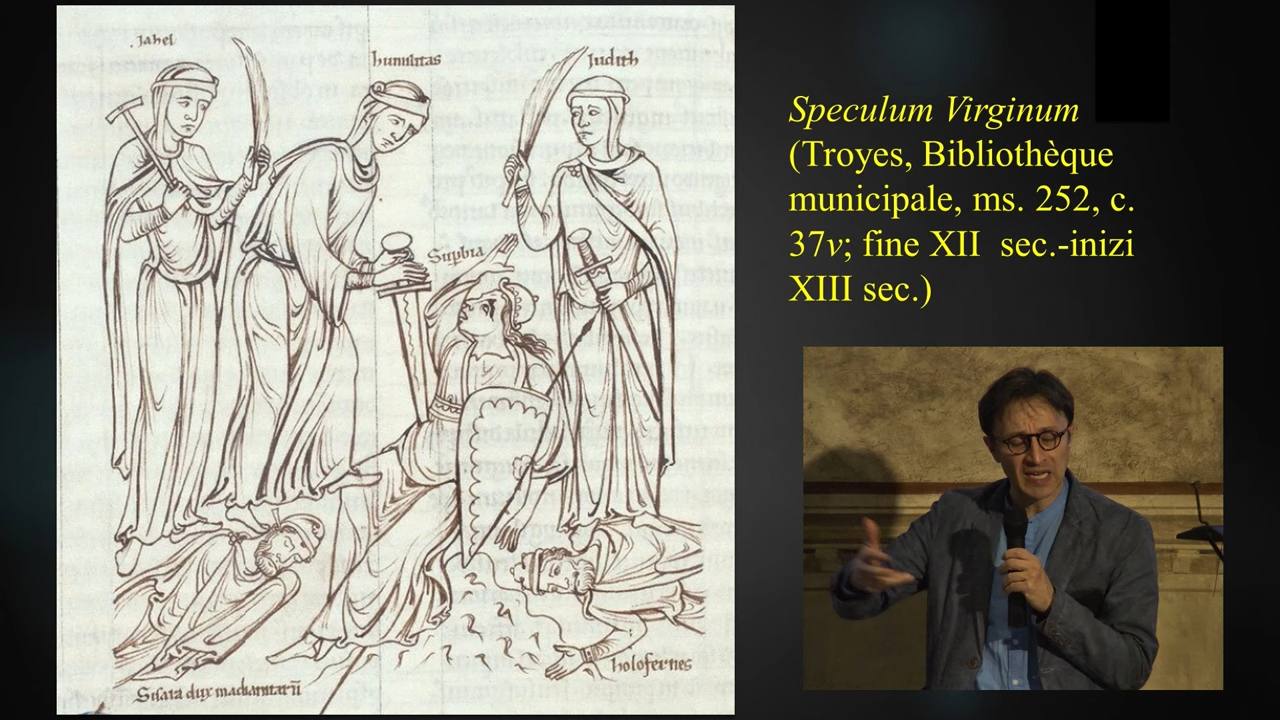 Jahel
humilitas
Judith
Supbia
Sisara dux madianitarū
holofernes
Speculum Virginum
(Troyes, Bibliothèque
municipale, ms. 252, c.
37v; fine XII sec.-inizi
XIII sec.)